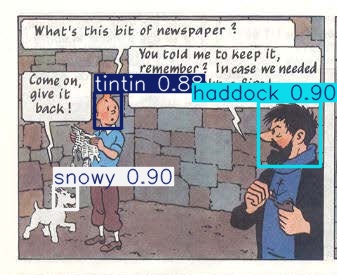 What's this bit of newspaper?
You told me to keep it,
remember? In case we needed
Come on,
give it
back!
tintin 0.88
haddock 0.90
snowy 0.90